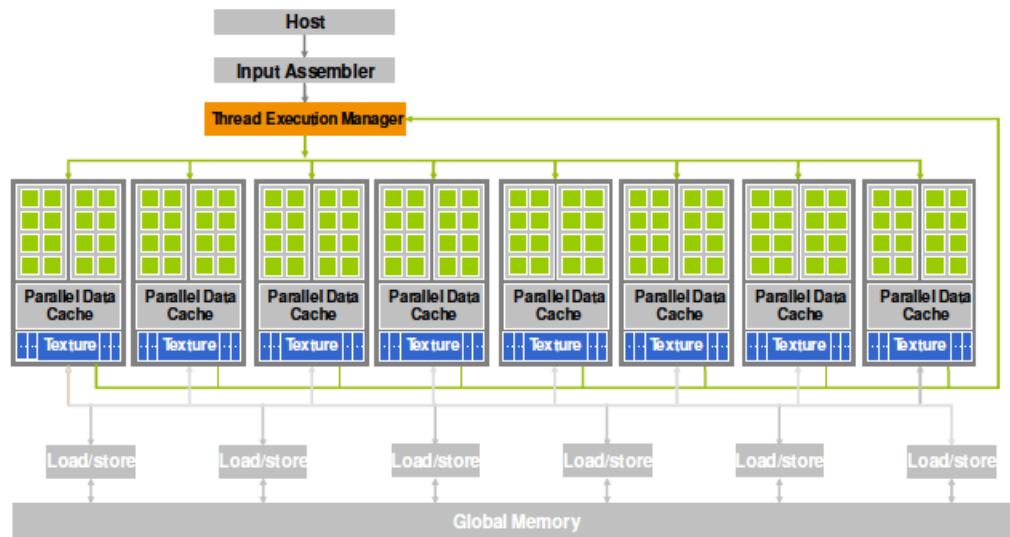 Host
Input Assembler
Thread Execution Manager
Parallel Data
Cache
Texture
Parallel Data
Cache
Texture
Parallel Data
Cache
Texture
Parallel Data
Cache
Texture
Parallel Data
Cache
Texture
Parallel Data
Cache
Texture
Parallel Data
Cache
Texture
Parallel Data
Cache
Texture
Load/store
Load/store
Load/store
Load/store
Load/store
Load/store
Global Memory